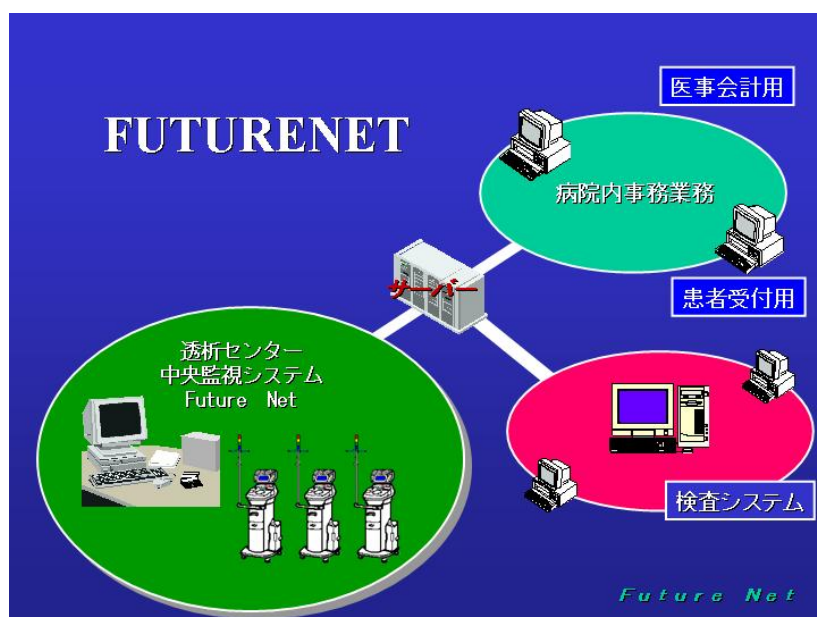 FUTURENET
医事会計用
病院内事務業務
患者受付用
サーバー
透析センター
中央監視システム
Future Net
検査システム
Future Net